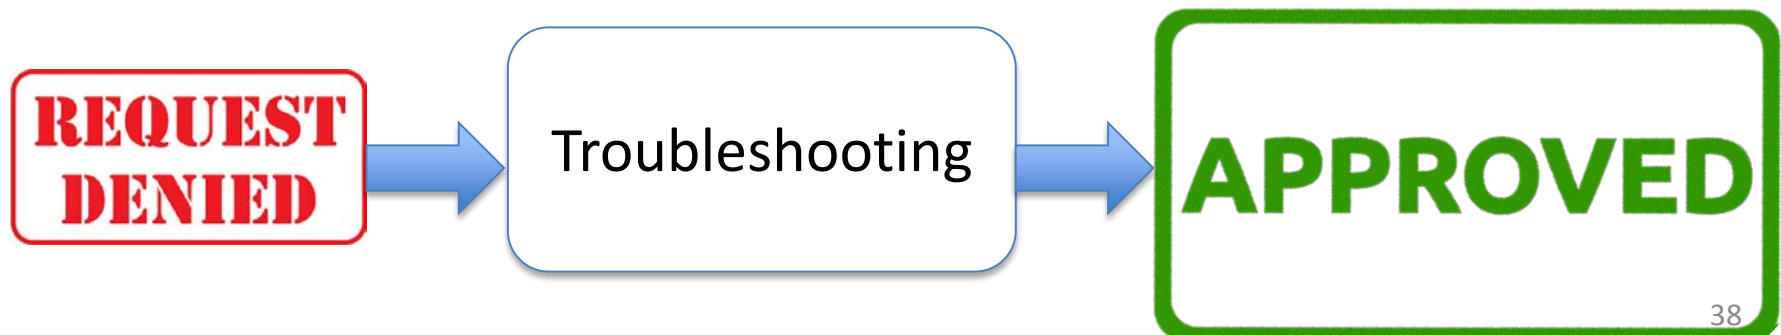 REQUEST
DENIED
Troubleshooting
APPROVED
38